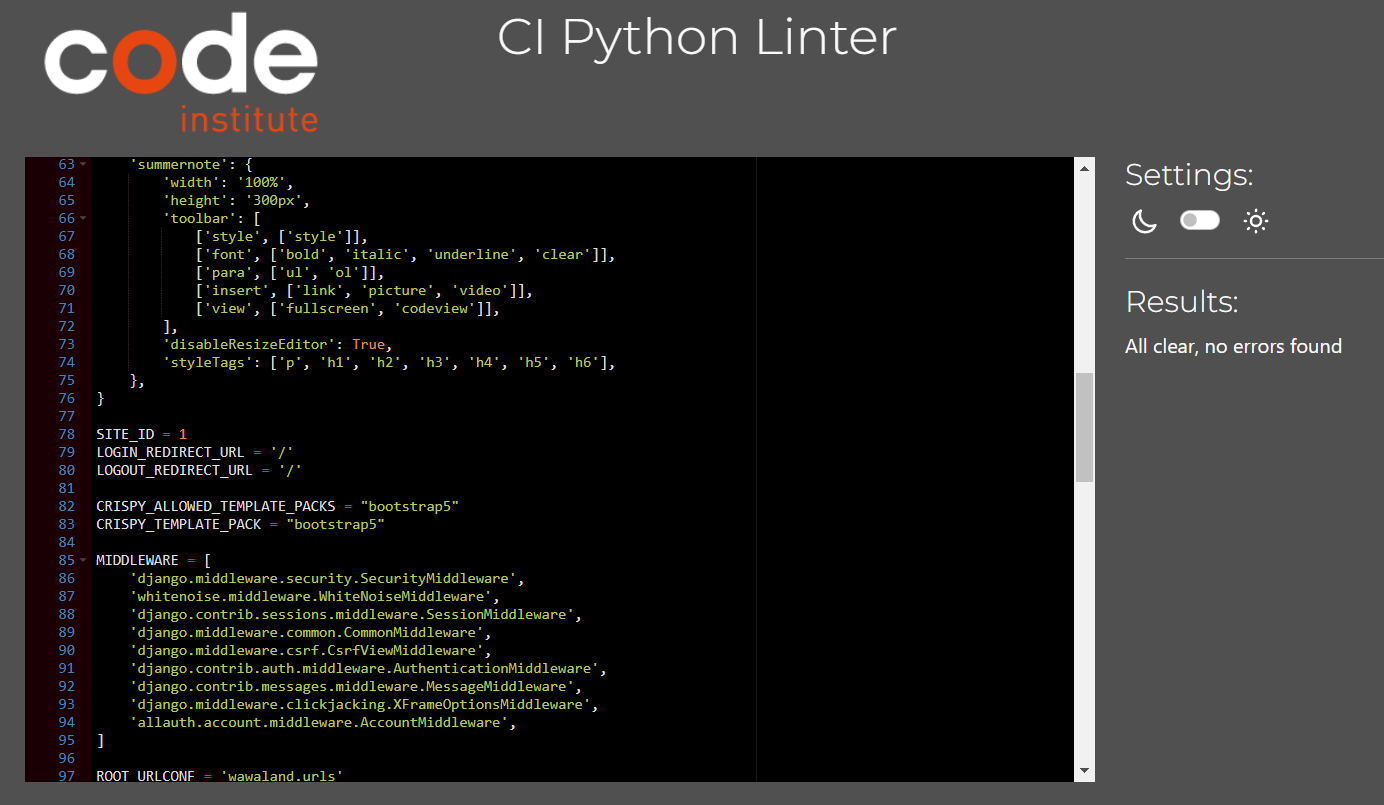 code
institute
CI Python Linter
63 'summernote': {
64 'width': '100%',
65 'height': '300px',
66 'toolbar': [
67 ['style', ['style']],
68 ['font', ['bold', 'italic', 'underline', 'clear']],
69 ['para', ['ul', 'ol']],
70 ['insert', ['link', 'picture', 'video']],
71 ['view', ['fullscreen', 'codeview']],
72 ],
73 'disableResizeEditor': True,
74 'styleTags': ['p', 'h1', 'h2', 'h3', 'h4', 'h5', 'h6'],
75 },
76 }
77
78 SITE_ID = 1
79 LOGIN_REDIRECT_URL = '/'
80 LOGOUT_REDIRECT_URL = '/'
81
82 CRISPY_ALLOWED_TEMPLATE_PACKS = "bootstrap5"
83 CRISPY_TEMPLATE_PACK = "bootstrap5"
84
85 MIDDLEWARE = [
86 'django.middleware.security.SecurityMiddleware',
87 'whitenoise.middleware.WhiteNoiseMiddleware',
88 'django.contrib.sessions.middleware.SessionMiddleware',
89 'django.middleware.common.CommonMiddleware',
90 'django.middleware.csrf.CsrfViewMiddleware',
91 'django.contrib.auth.middleware.AuthenticationMiddleware',
92 'django.contrib.messages.middleware.MessageMiddleware',
93 'django.middleware.clickjacking.XFrameOptionsMiddleware',
94 'allauth.account.middleware.AccountMiddleware',
95 ]
96
97 ROOT_URLCONF = 'wawaland.urls'
Settings:
Results:
All clear, no errors found